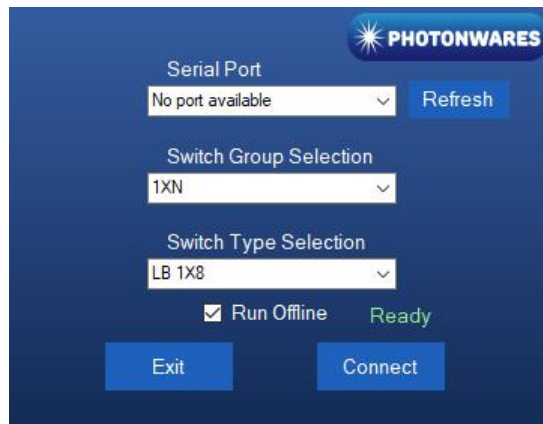 PHOTONWARES
Serial Port
No port available
Refresh
Switch Group Selection
1XN
Switch Type Selection
LB 1X8
Run Offline
Ready
Exit
Connect